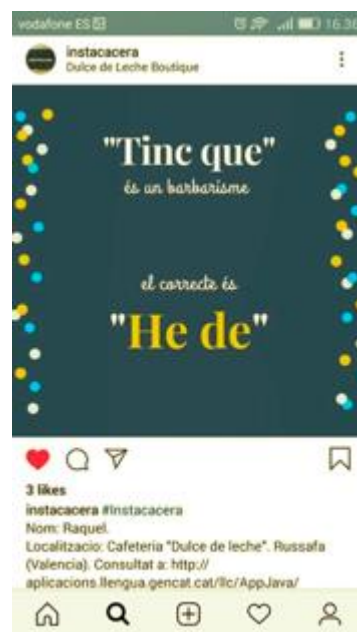 vodafone ES
16.36
instacacera
Dulce de Leche Boutique
"Tinc que"
és un barbarisme
el correcte és
"He de"
3 likes
instacacera #Instacacera
Nom: Raquel.
Localitzacio: Cafeteria "Dulce de leche". Russafa
(Valencia). Consultat a: http://
aplicacions.llengua.gencat.cat/llc/AppJava/